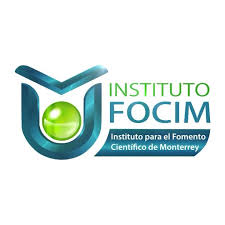 INSTITUTO
FOCIM
Instituto para el Fomento
Científico de Monterrey